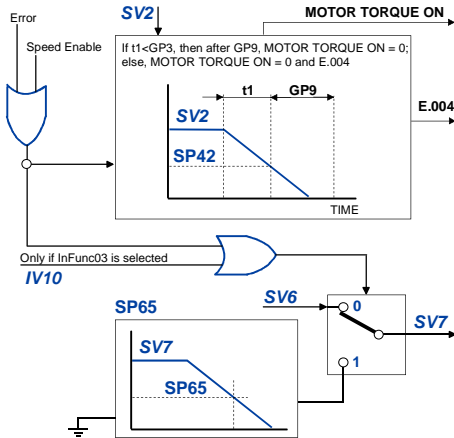 SV2
MOTOR TORQUE ON
Error
Speed Enable
If t1<GP3, then after GP9, MOTOR TORQUE ON = 0;
else, MOTOR TORQUE ON = 0 and E.004
t1
GP9
E.004
SV2
SP42
TIME
Only if InFunc03 is selected
IV10
SV6
0
SV7
1
SP65
SV7
SP65